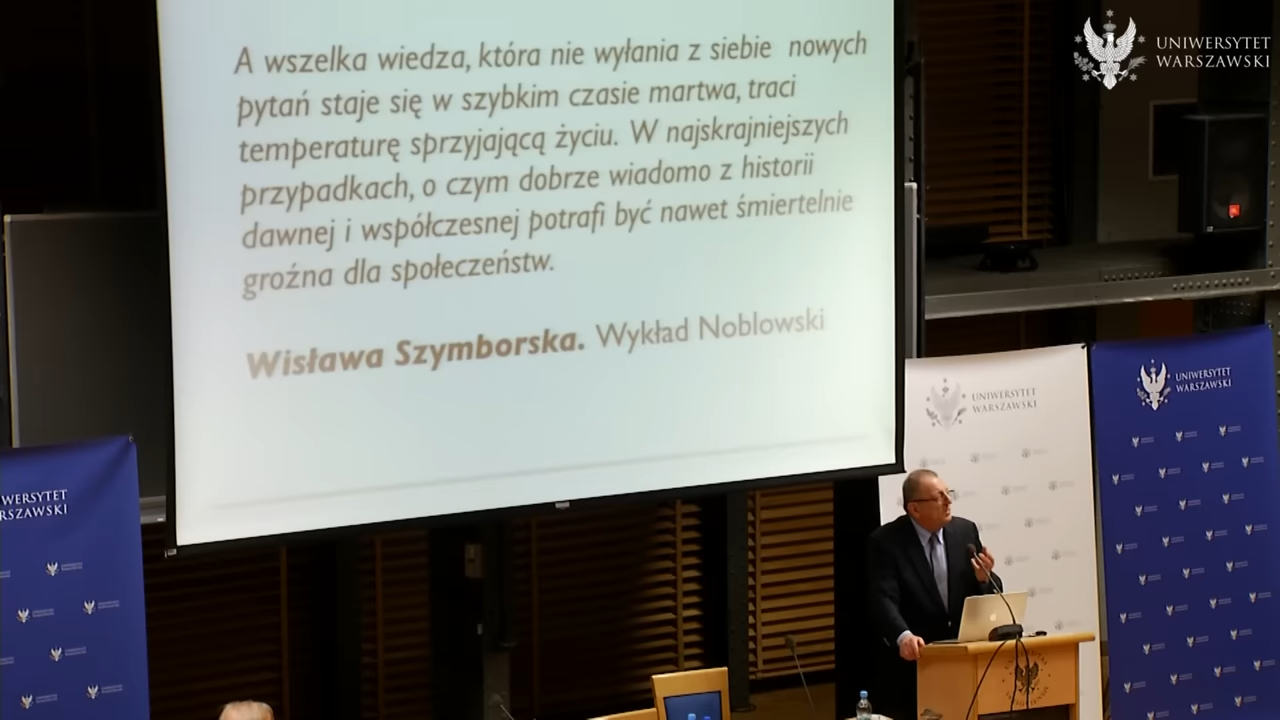 A wszelka wiedza, która nie wyłania z siebie nowych
pytań staje się w szybkim czasie martwa, traci
temperaturę sprzyjającą życiu. W najskrajniejszych
przypadkach, o czym dobrze wiadomo z historii
dawnej i współczesnej potrafi być nawet śmiertelnie
groźna dla społeczeństw.
Wisława Szymborska. Wykład Noblowski
UNIWERSYTET
WARSZAWSKI
UNIWERSYTET
WARSZAWSKI
UNIWERSYTET
WARSZAWSKI
WERSYTET
RSZAWSKI